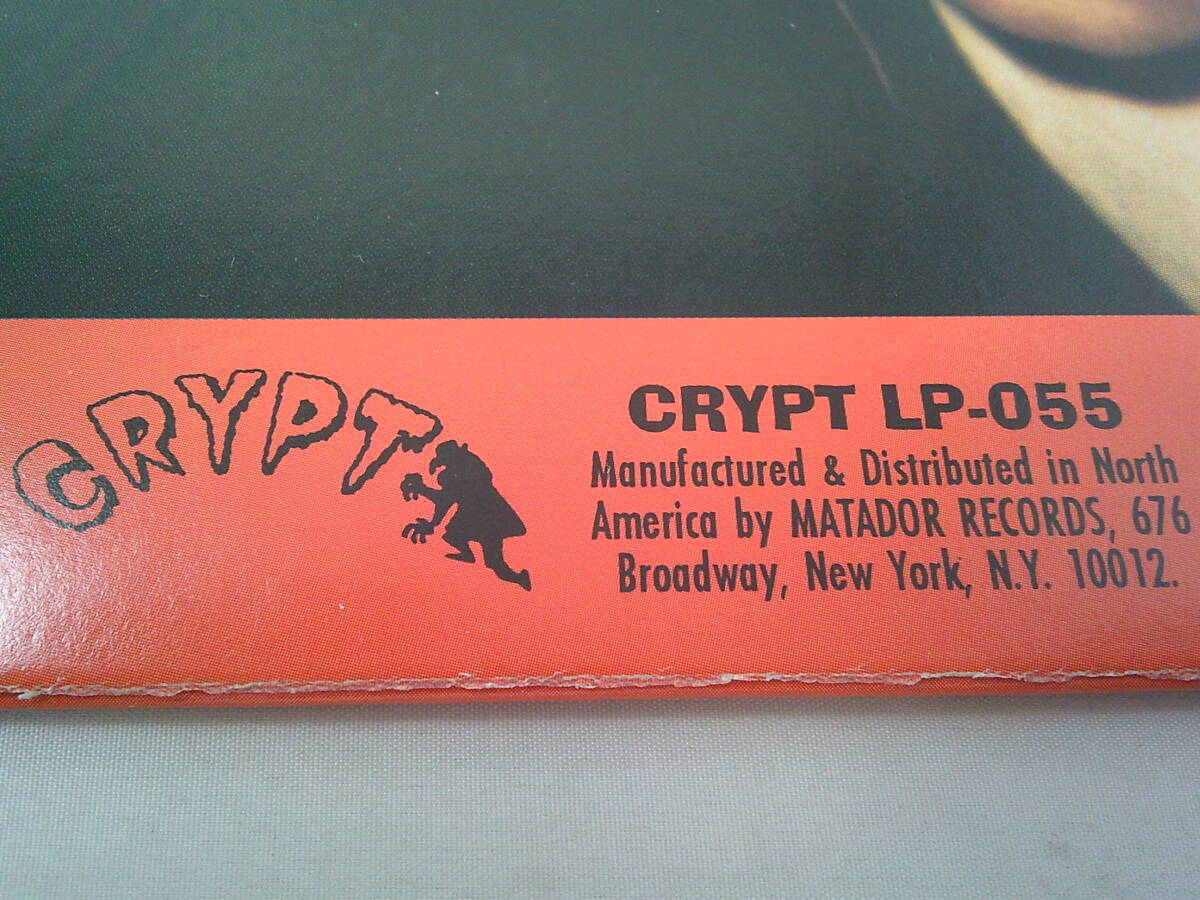 CRYPT
CRYPT LP-055
Manufactured & Distributed in North
America by MATADOR RECORDS, 676
Broadway, New York, N.Y. 10012.